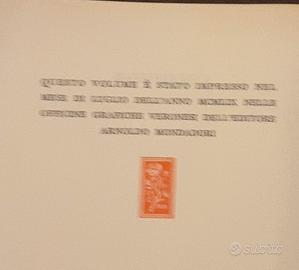 QUESTO VOLUME È STATO IMPRESSO NEL
MESE DI LUGLIO DELL'ANNO MCMLIX NELLE
OFFICINE GRAFICHE VERONESI DELL'EDITORE
ARNOLDO MONDADORI
subito